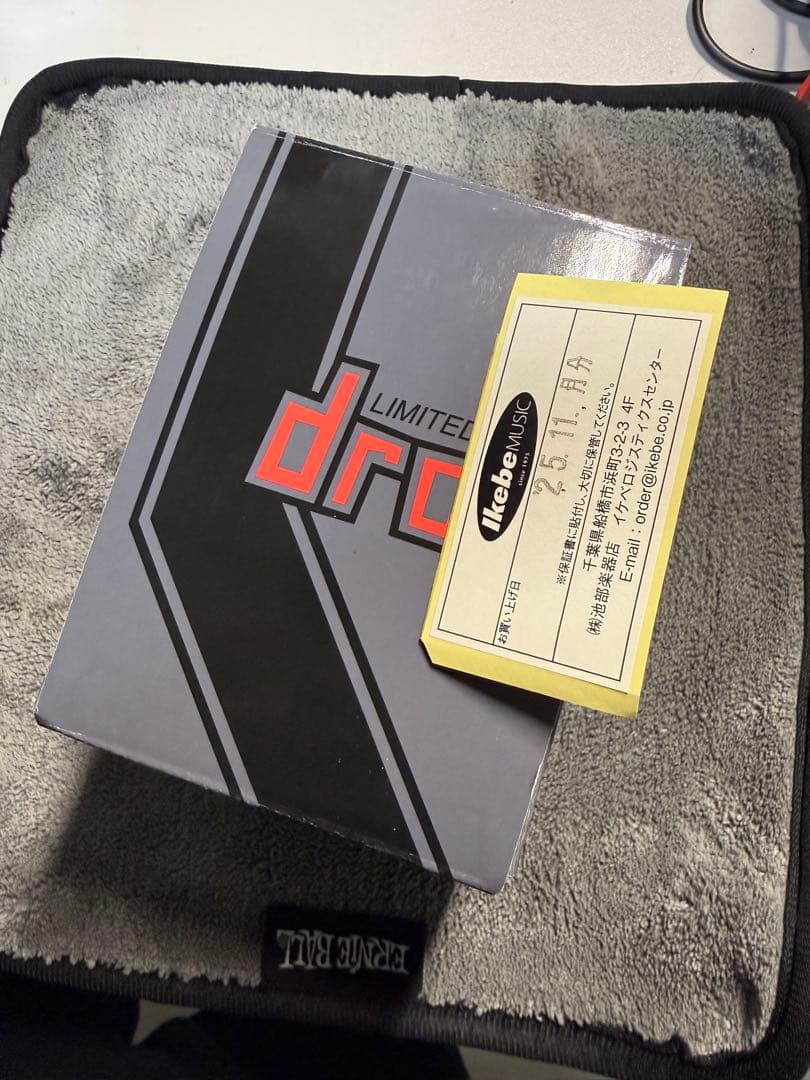 LIMITED
dro
Ikebe MUSIC
since 1975
お買い上げ日
'25.11., 月分
※保証書に貼付し、大切に保管してください。
千葉県船橋市浜町3-2-3 4F
㈱池部楽器店 イケベロジスティクスセンター
E-mail : order@ikebe.co.jp
ERNIE BALL